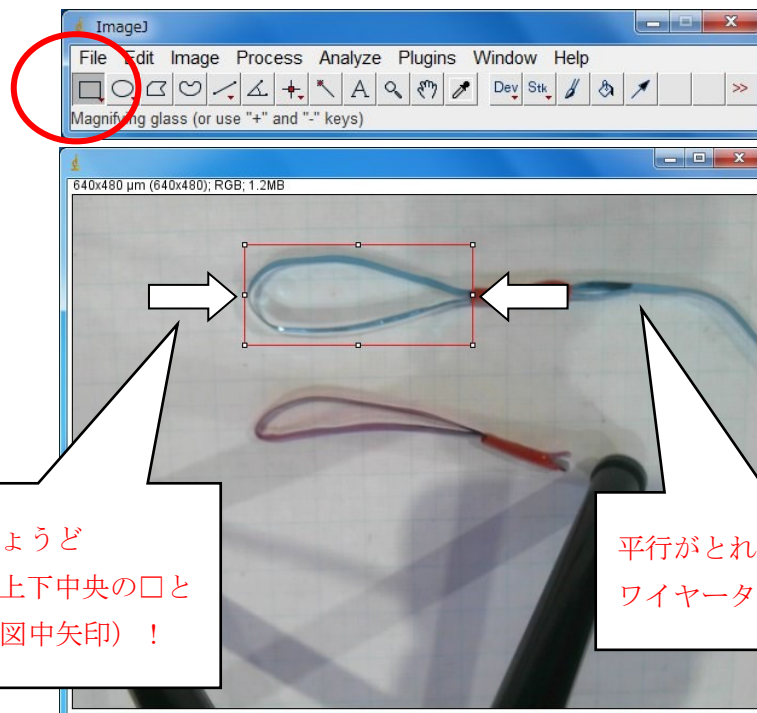 ImageJ
File Edit Image Process Analyze Plugins Window Help
A Dev Stk >>
Magnifying glass (or use "+" and "-" keys)
640x480 µm (640x480); RGB; 1.2MB
ょうど
上下中央の□と
図中矢印）！
平行がとれ
ワイヤータ